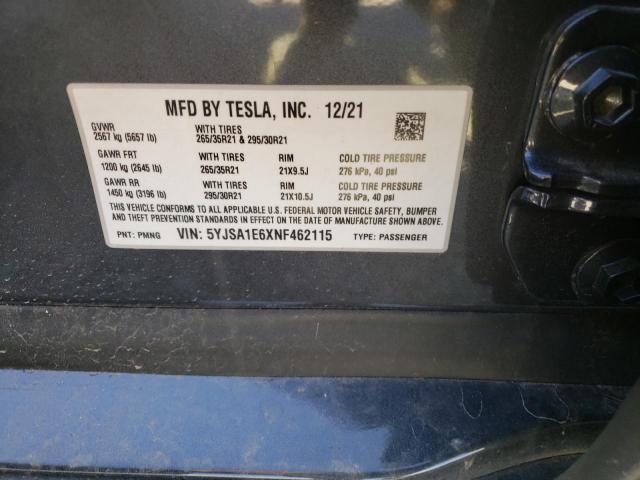 MFD BY TESLA, INC. 12/21
GVWR
2567 kg (5657 lb)
WITH TIRES
265/35R21 & 295/30R21
GAWR FRT
1200 kg (2645 lb)
WITH TIRES
265/35R21
RIM
21X9.5J
COLD TIRE PRESSURE
276 kPa, 40 psi
GAWR RR
1450 kg (3196 lb)
WITH TIRES
295/30R21
RIM
21X10.5J
COLD TIRE PRESSURE
276 kPa, 40 psi
THIS VEHICLE CONFORMS TO ALL APPLICABLE U.S. FEDERAL MOTOR VEHICLE SAFETY, BUMPER
AND THEFT PREVENTION STANDARDS IN EFFECT ON THE DATE OF MANUFACTURE SHOWN ABOVE.
PNT: PMNG VIN: 5YJSA1E6XNF462115 TYPE: PASSENGER